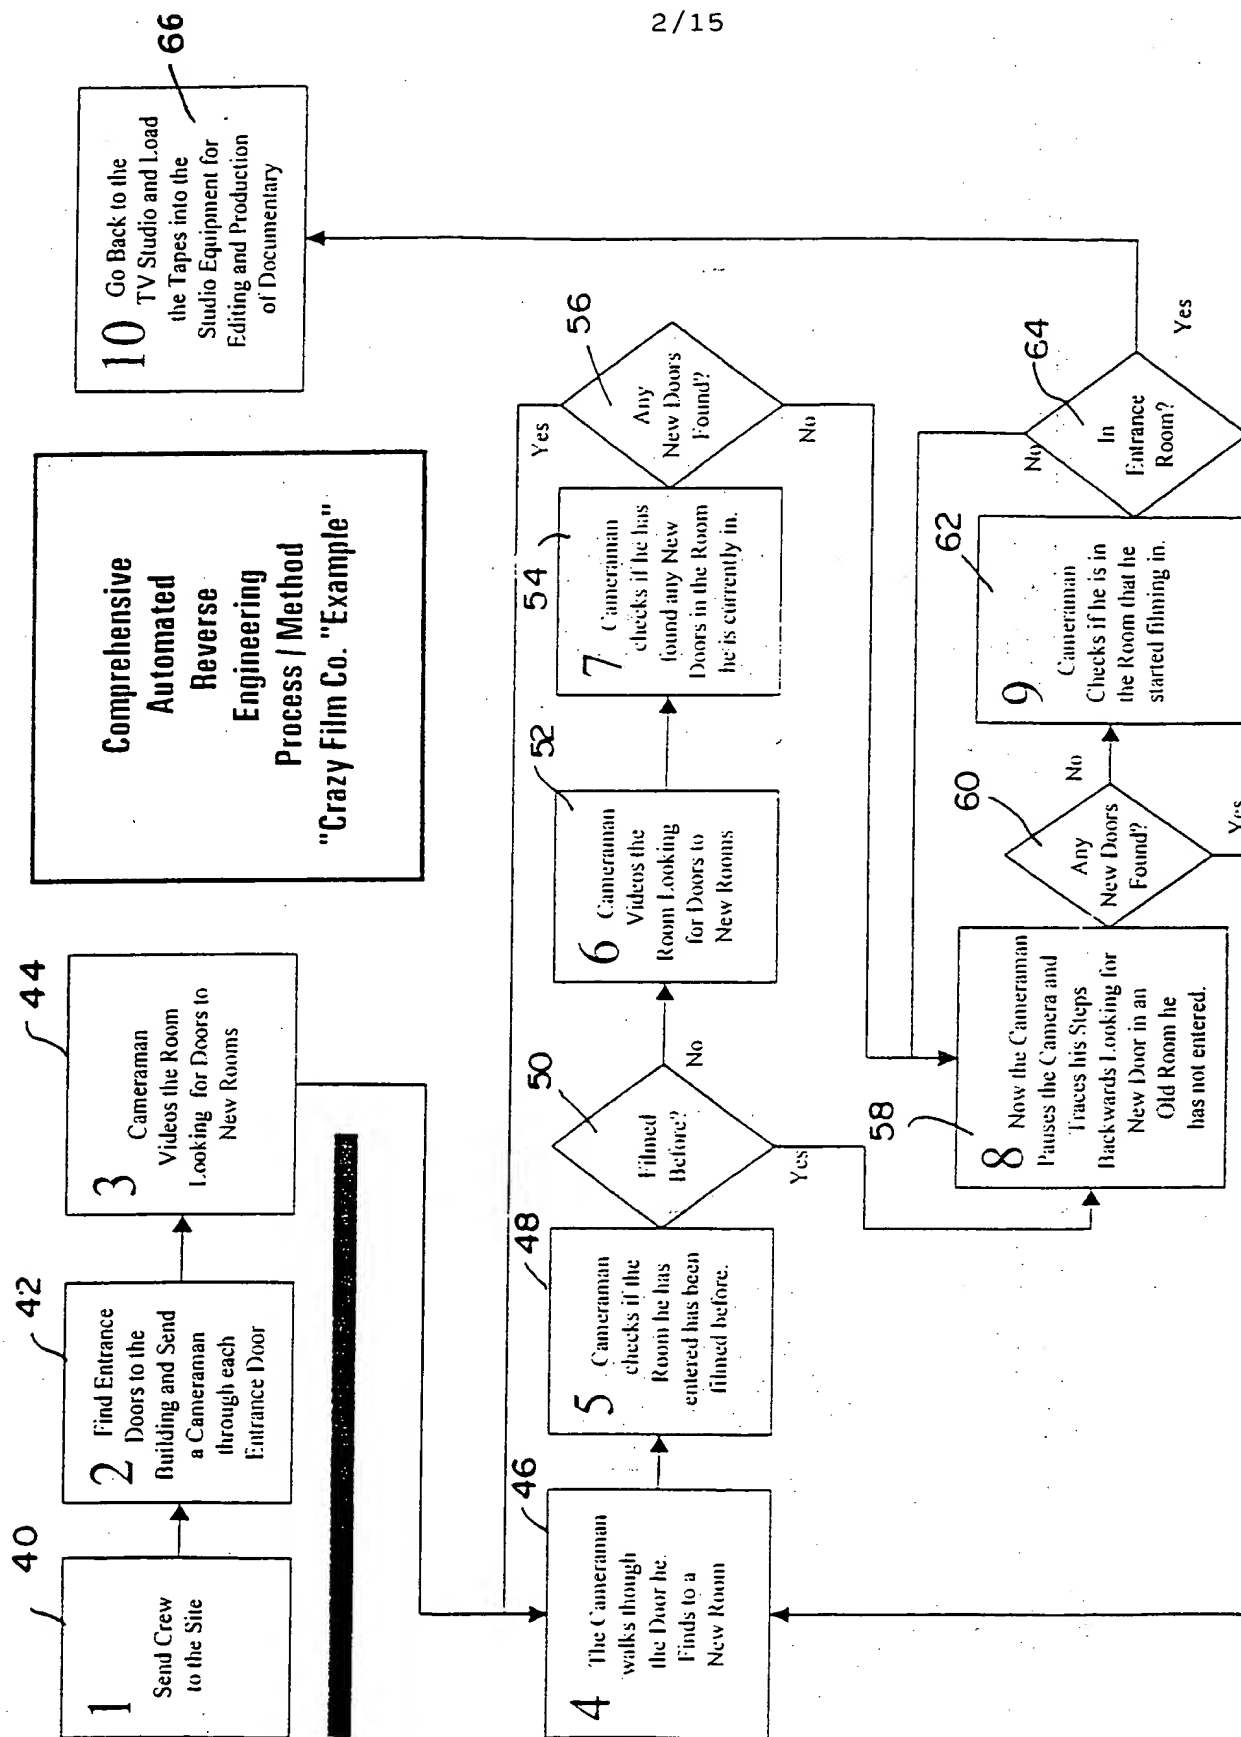 2/15
Comprehensive
Automated
Reverse
Engineering
Process / Method
"Crazy Film Co. "Example"
40
1
Send Crew
to the Site
42
2 Find Entrance
Doors to the
Building and Send
a Cameraman
through each
Entrance Door
44
3 Cameraman
Videos the Room
Looking for Doors to
New Rooms
46
4 The Cameraman
walks though
the Door he
Finds to a
New Room
48
5 Cameraman
checks if the
Room he has
entered has been
filmed before.
50
Filmed
Before?
No
Yes
52
6 Cameraman
Videos the
Room Looking
for Doors to
New Rooms
54
7 Cameraman
checks if he has
found any New
Doors in the Room
he is currently in.
56
Any
New Doors
Found?
Yes
No
58
8 Now the Cameraman
Pauses the Camera and
Traces his Steps
Backwards Looking for
New Door in an
Old Room he
has not entered.
60
Any
New Doors
Found?
No
Yes
62
9 Cameraman
Checks if he is in
the Room that he
started filming in.
64
In
Entrance
Room?
No
Yes
66
10 Go Back to the
TV Studio and Load
the Tapes into the
Studio Equipment for
Editing and Production
of Documentary